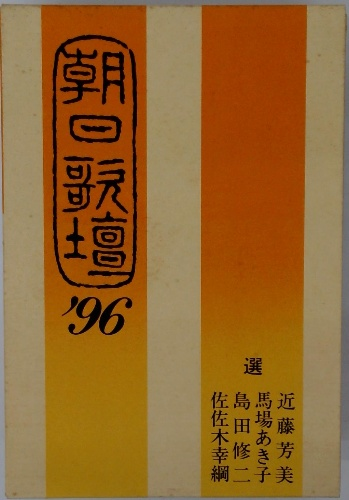 朝日歌壇
'96
選
近藤芳美
馬場あき子
島田修二
佐佐木幸綱